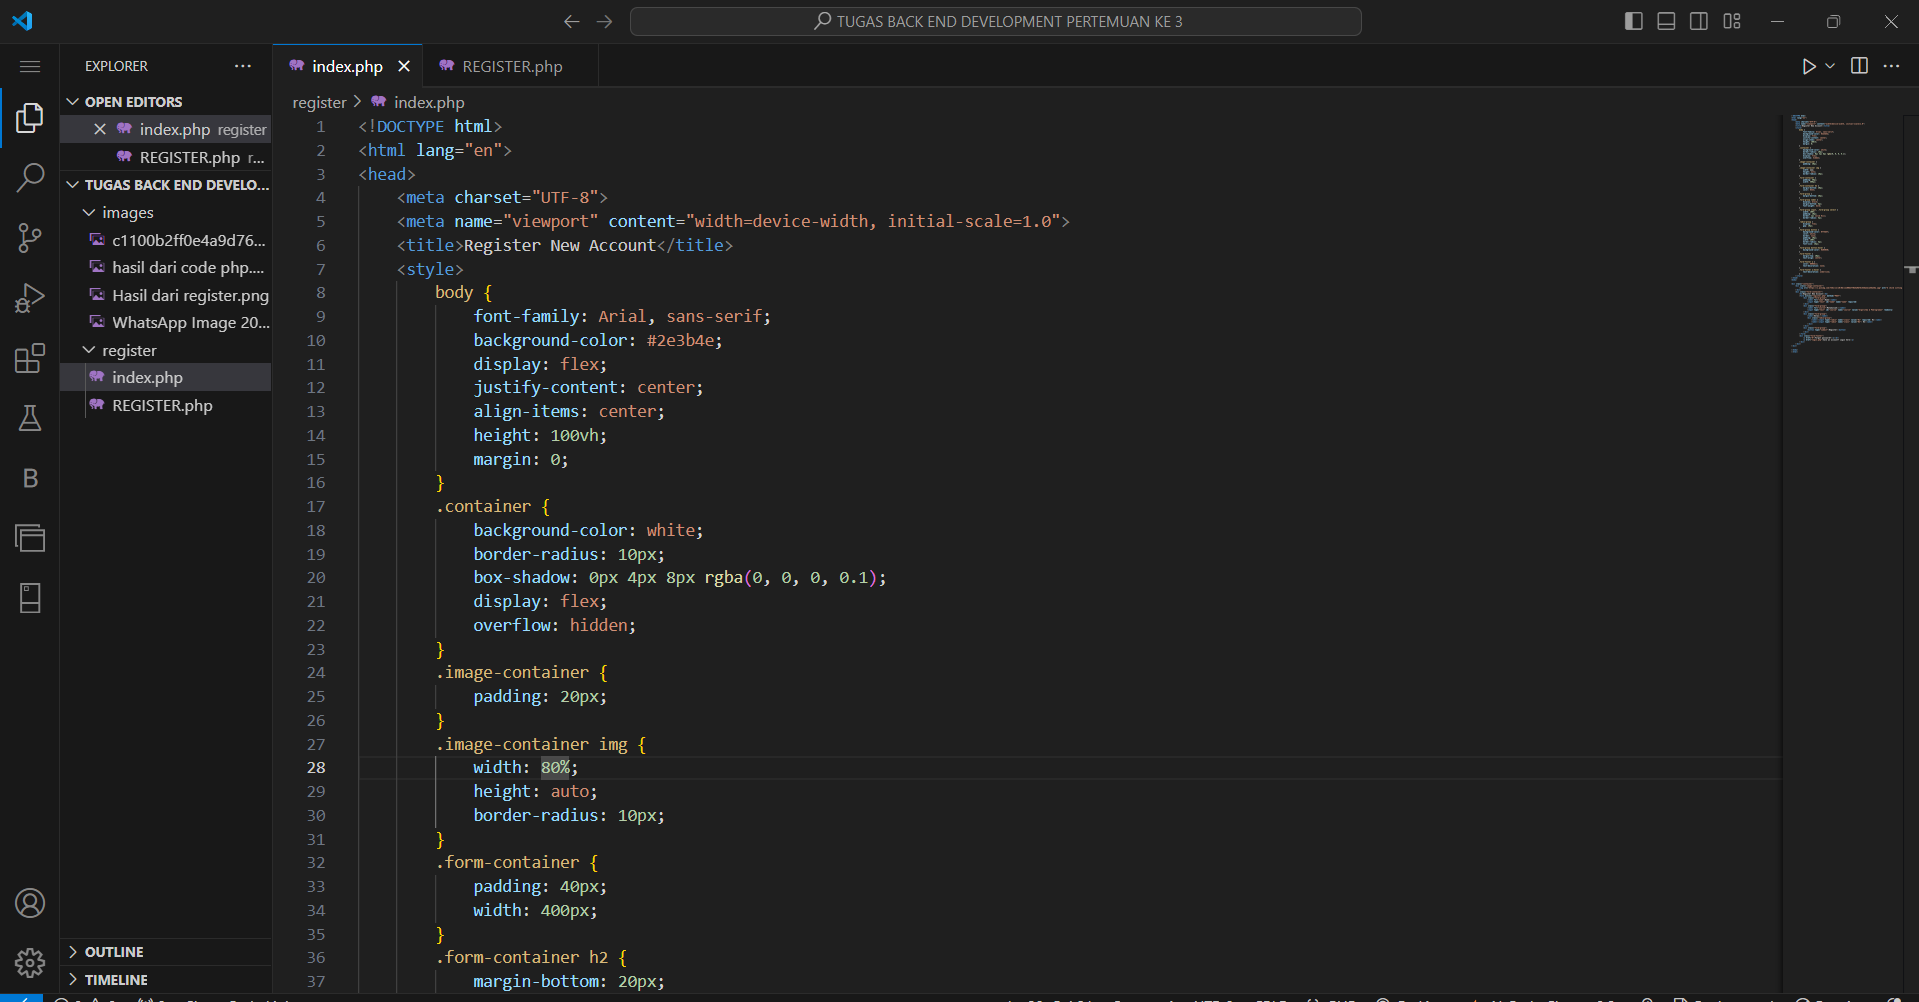 TUGAS BACK END DEVELOPMENT PERTEMUAN KE 3
EXPLORER
OPEN EDITORS
index.php register
REGISTER.php r...
TUGAS BACK END DEVELO...
images
c1100b2ff0e4a9d76...
hasil dari code php....
Hasil dari register.png
WhatsApp Image 20...
register
index.php
REGISTER.php
OUTLINE
TIMELINE
index.php
REGISTER.php
register > index.php
1 <!DOCTYPE html>
2 <html lang="en">
3 <head>
4 <meta charset="UTF-8">
5 <meta name="viewport" content="width=device-width, initial-scale=1.0">
6 <title>Register New Account</title>
7 <style>
8 body {
9 font-family: Arial, sans-serif;
10 background-color: #2e3b4e;
11 display: flex;
12 justify-content: center;
13 align-items: center;
14 height: 100vh;
15 margin: 0;
16 }
17 .container {
18 background-color: white;
19 border-radius: 10px;
20 box-shadow: 0px 4px 8px rgba(0, 0, 0, 0.1);
21 display: flex;
22 overflow: hidden;
23 }
24 .image-container {
25 padding: 20px;
26 }
27 .image-container img {
28 width: 80%;
29 height: auto;
30 border-radius: 10px;
31 }
32 .form-container {
33 padding: 40px;
34 width: 400px;
35 }
36 .form-container h2 {
37 margin-bottom: 20px;